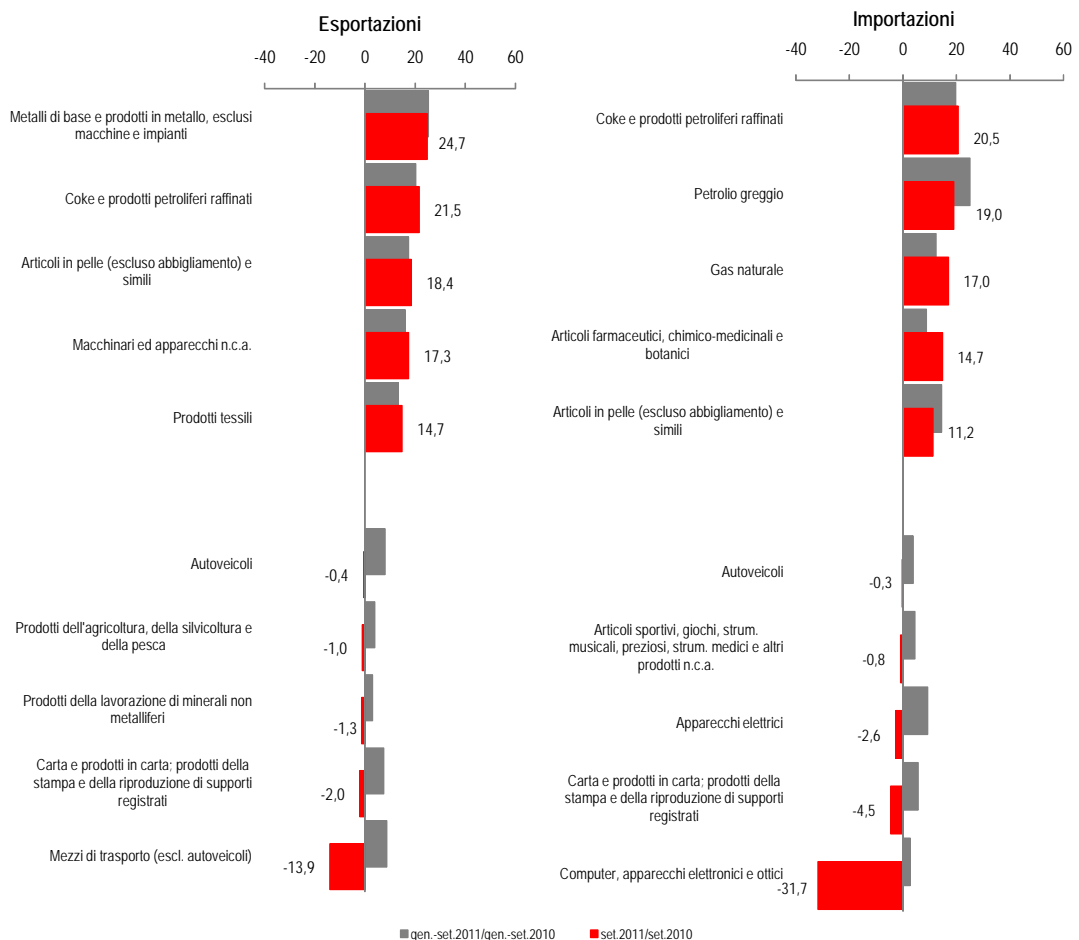 Esportazioni
-40 -20 0 20 40 60
Metalli di base e prodotti in metallo, esclusi
macchine e impianti
24,7
Coke e prodotti petroliferi raffinati
21,5
Articoli in pelle (escluso abbigliamento) e
simili
18,4
Macchinari ed apparecchi n.c.a.
17,3
Prodotti tessili
14,7
Autoveicoli
-0,4
Prodotti dell'agricoltura, della silvicoltura e
della pesca
-1,0
Prodotti della lavorazione di minerali non
metalliferi
-1,3
Carta e prodotti in carta; prodotti della
stampa e della riproduzione di supporti
registrati
-2,0
Mezzi di trasporto (escl. autoveicoli)
-13,9
Importazioni
-40 -20 0 20 40 60
Coke e prodotti petroliferi raffinati
20,5
Petrolio greggio
19,0
Gas naturale
17,0
Articoli farmaceutici, chimico-medicinali e
botanici
14,7
Articoli in pelle (escluso abbigliamento) e
simili
11,2
Autoveicoli
-0,3
Articoli sportivi, giochi, strum.
musicali, preziosi, strum. medici e altri
prodotti n.c.a.
-0,8
Apparecchi elettrici
-2,6
Carta e prodotti in carta; prodotti della
stampa e della riproduzione di supporti
registrati
-4,5
Computer, apparecchi elettronici e ottici
-31,7
gen.-set.2011/gen.-set.2010 set.2011/set.2010